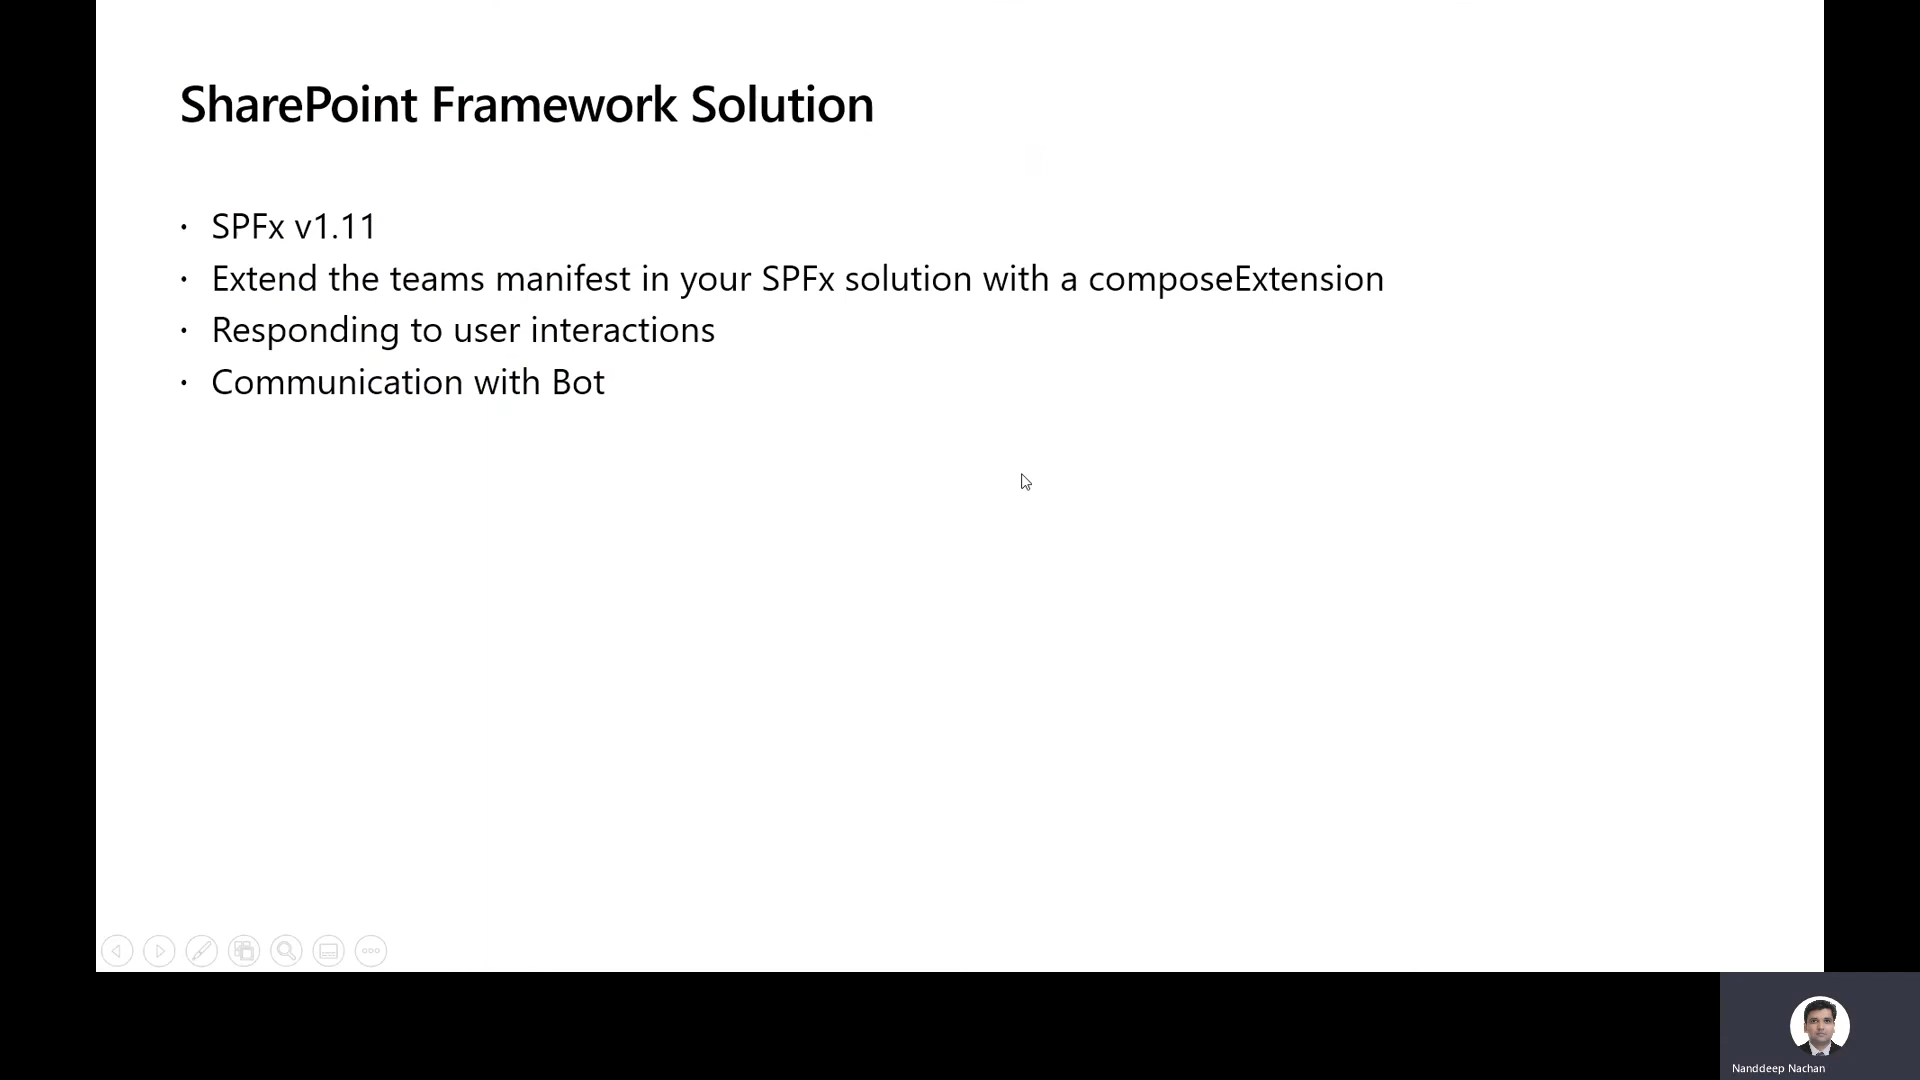 SharePoint Framework Solution
• SPFx v1.11
• Extend the teams manifest in your SPFx solution with a composeExtension
• Responding to user interactions
• Communication with Bot
Nanddeep Nachan